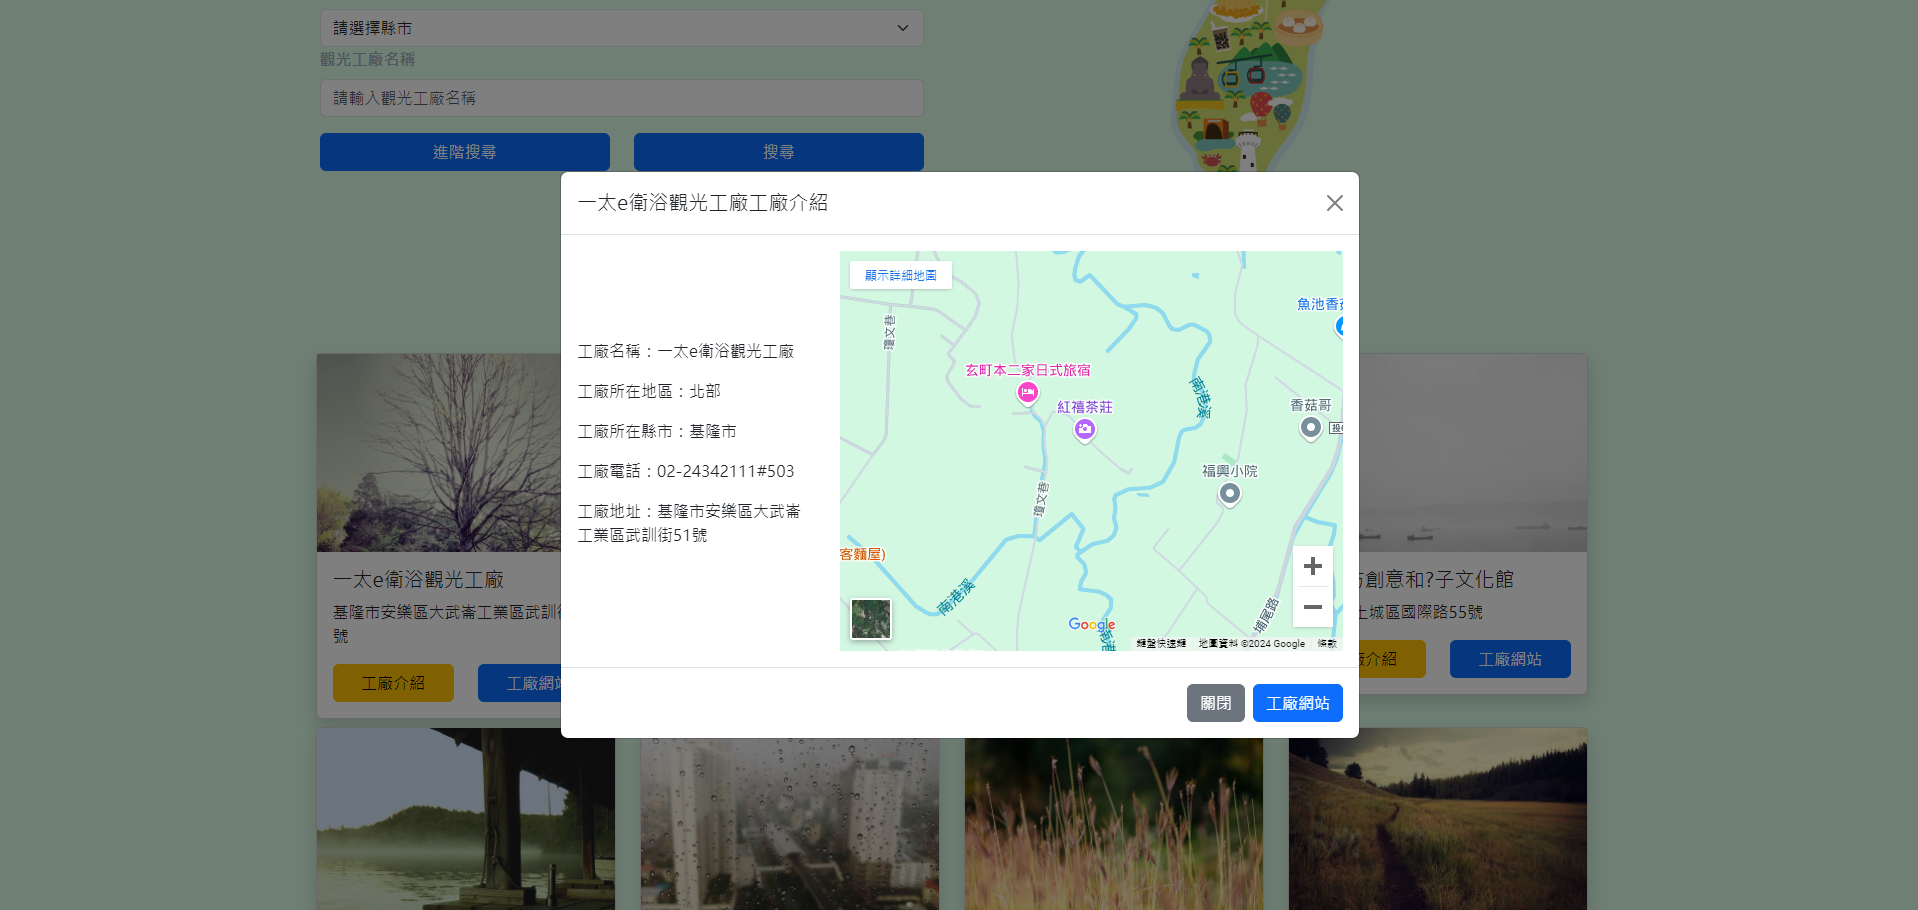 請選擇縣市
觀光工廠名稱
請輸入觀光工廠名稱
進階搜尋
搜尋
一太e衛浴觀光工廠工廠介紹
工廠名稱：一太e衛浴觀光工廠
工廠所在地區：北部
工廠所在縣市：基隆市
工廠電話：02-24342111#503
工廠地址：基隆市安樂區大武崙
工業區武訓街51號
顯示詳細地圖
瓊文巷
魚池香菇
玄町本二家日式旅宿
紅禧茶莊
南港溪
香菇哥
福興小院
瓊文巷
客麵屋)
南港溪
埔尾路
Google
南港
鍵盤快速鍵
地圖資料 ©2024 Google
條款
關閉
工廠網站
一太e衛浴觀光工廠
基隆市安樂區大武崙工業區武訓街
號
工廠介紹
工廠網站
創意和?子文化館
土城區國際路55號
廠介紹
工廠網站